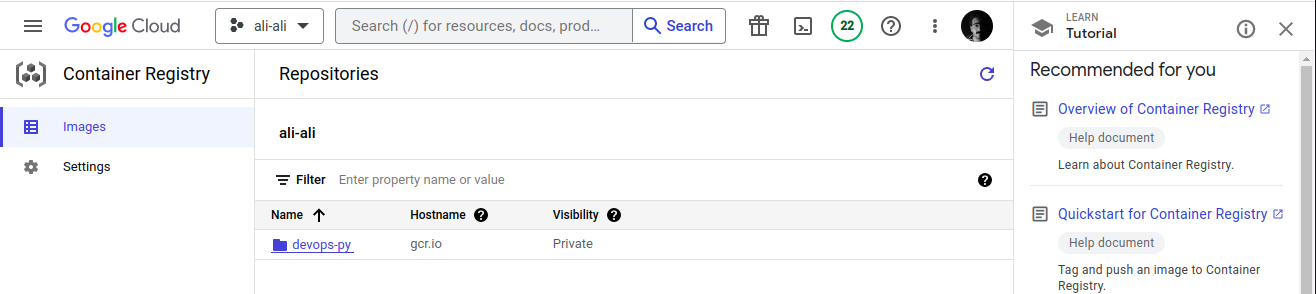 Google Cloud
ali-ali
Search (/) for resources, docs, prod...
Search
22
LEARN
Tutorial
Container Registry
Repositories
Recommended for you
Images
Settings
ali-ali
Filter Enter property name or value
Name Hostname Visibility
devops-py gcr.io Private
Overview of Container Registry
Help document
Learn about Container Registry.
Quickstart for Container Registry
Help document
Tag and push an image to Container
Registry.